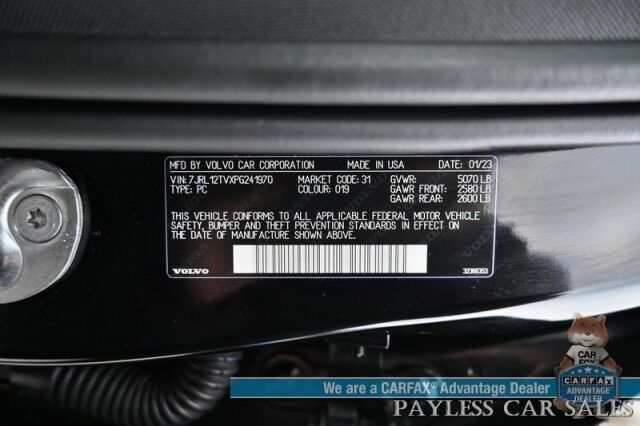 MFD. BY VOLVO CAR CORPORATION MADE IN USA DATE: 01/23
VIN: 7JRL12TVXPG241970 MARKET CODE: 31 GVWR: 5070 LB
TYPE: PC COLOUR: 019 GAWR FRONT: 2580 LB
GAWR REAR: 2600 LB
THIS VEHICLE CONFORMS TO ALL APPLICABLE FEDERAL MOTOR VEHICLE
SAFETY, BUMPER AND THEFT PREVENTION STANDARDS IN EFFECT ON
THE DATE OF MANUFACTURE SHOWN ABOVE.
VOLVO 32366353
CAR
FOX
We are a CARFAX® Advantage Dealer
CARFAX
ADVANTAGE
DEALER
PAYLESS CAR SALES